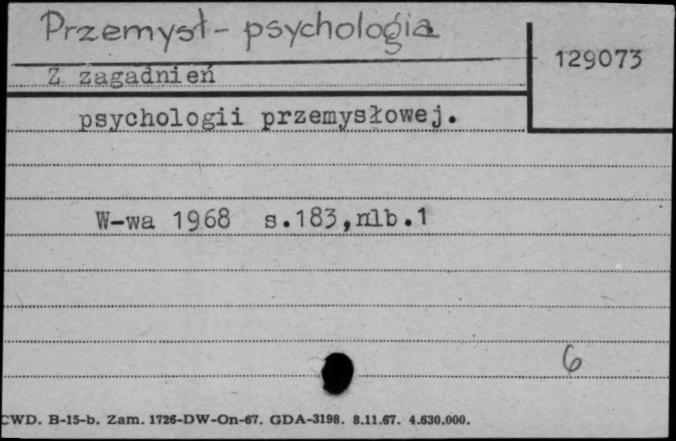 Przemysł - psychologia
129073
Z zagadnień
psychologii przemysłowej.
W-wa 1968 s.183,nlb.1
6
CWD. B-15-b. Zam. 1726-DW-On-67. GDA-3198. 8.11.67. 4.630.000.